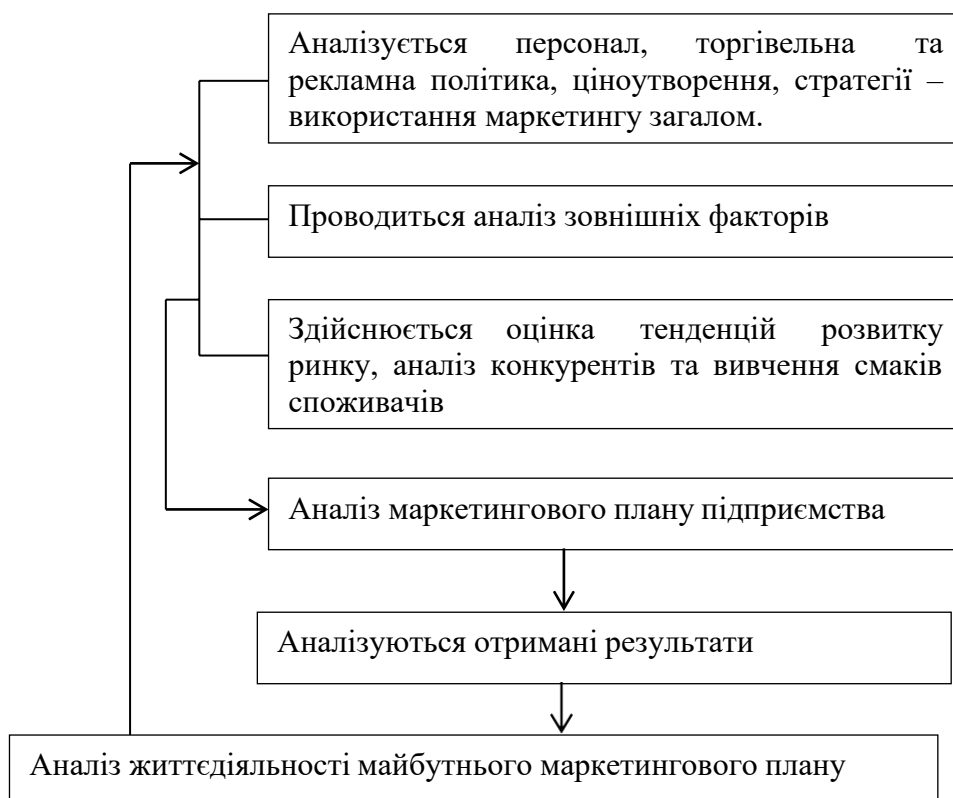 Аналізується персонал, торгівельна та
рекламна політика, ціноутворення, стратегії –
використання маркетингу загалом.
Проводиться аналіз зовнішніх факторів
Здійснюється оцінка тенденцій розвитку
ринку, аналіз конкурентів та вивчення смаків
споживачів
Аналіз маркетингового плану підприємства
Аналізуються отримані результати
Аналіз життєдіяльності майбутнього маркетингового плану